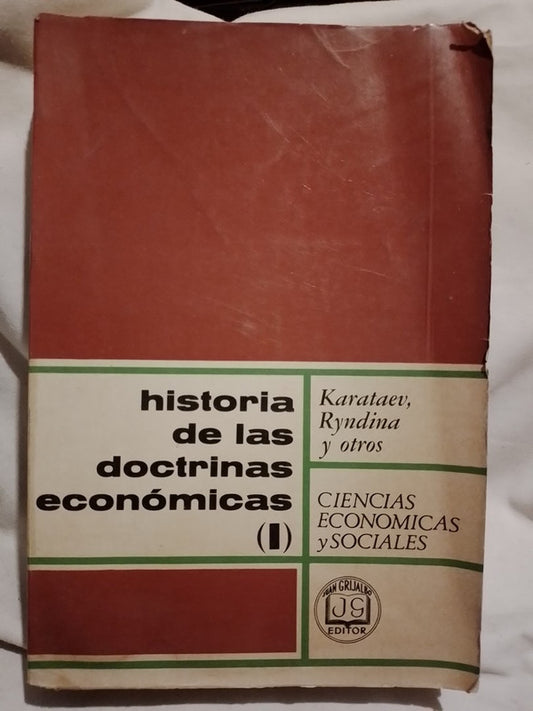 historia
de las
doctrinas
económicas
(I)
Karataev,
Ryndina
y otros
CIENCIAS
ECONOMICAS
y SOCIALES
JUAN GRIJALBO
JG
EDITOR